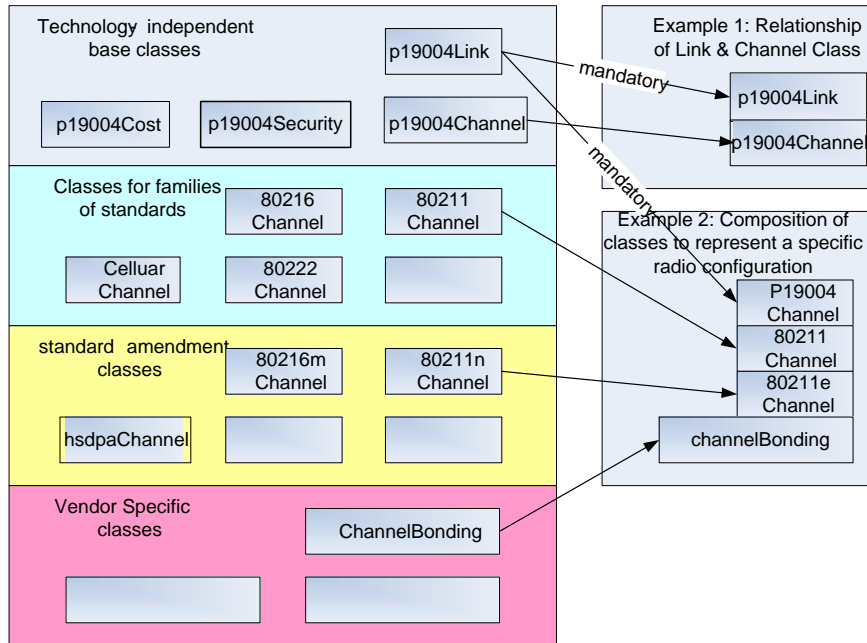 Technology independent
base classes
p19004Link
p19004Cost
p19004Security
p19004Channel
Classes for families
of standards
80216
Channel
80211
Channel
Celluar
Channel
80222
Channel
standard amendment
classes
80216m
Channel
80211n
Channel
hsdpaChannel
Vendor Specific
classes
ChannelBonding
mandatory
mandatory
Example 1: Relationship
of Link & Channel Class
p19004Link
p19004Channel
Example 2: Composition of
classes to represent a specific
radio configuration
P19004
Channel
80211
Channel
80211e
Channel
channelBonding